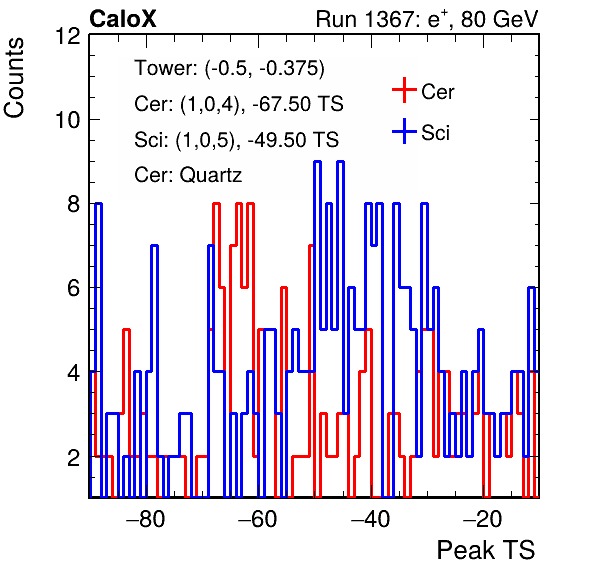 CaloX Run 1367: e⁺, 80 GeV
Counts
12
10
8
6
4
2
Tower: (-0.5, -0.375)
Cer: (1,0,4), -67.50 TS
Sci: (1,0,5), -49.50 TS
Cer: Quartz
Cer
Sci
−80 −60 −40 −20
Peak TS